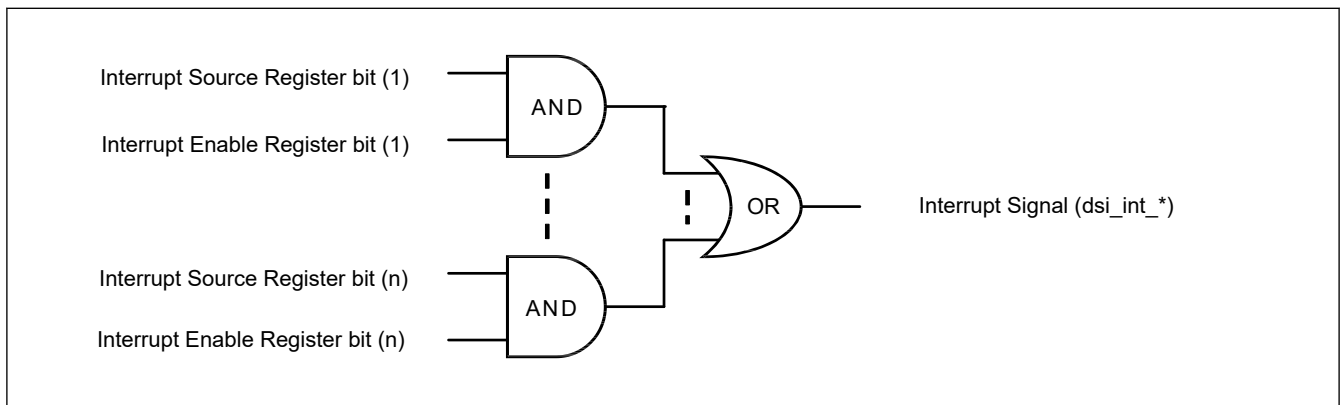 Interrupt Source Register bit (1)
AND
Interrupt Enable Register bit (1)
OR
Interrupt Signal (dsi_int_*)
Interrupt Source Register bit (n)
AND
Interrupt Enable Register bit (n)